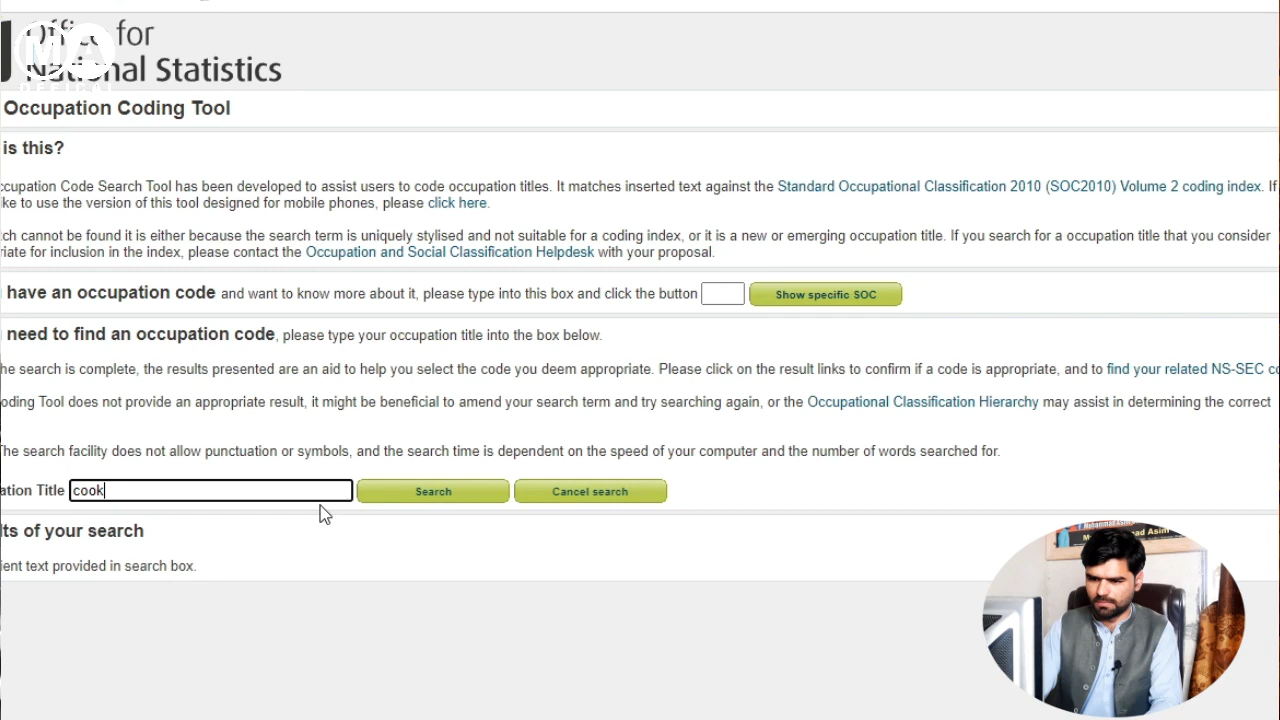 Office for
National Statistics
MA
OFFICAL
Occupation Coding Tool
is this?
ccupation Code Search Tool has been developed to assist users to code occupation titles. It matches inserted text against the Standard Occupational Classification 2010 (SOC2010) Volume 2 coding index. If
ike to use the version of this tool designed for mobile phones, please click here.
rch cannot be found it is either because the search term is uniquely stylised and not suitable for a coding index, or it is a new or emerging occupation title. If you search for a occupation title that you consider
riate for inclusion in the index, please contact the Occupation and Social Classification Helpdesk with your proposal.
have an occupation code and want to know more about it, please type into this box and click the button Show specific SOC
need to find an occupation code, please type your occupation title into the box below.
he search is complete, the results presented are an aid to help you select the code you deem appropriate. Please click on the result links to confirm if a code is appropriate, and to find your related NS-SEC co
oding Tool does not provide an appropriate result, it might be beneficial to amend your search term and try searching again, or the Occupational Classification Hierarchy may assist in determining the correct
The search facility does not allow punctuation or symbols, and the search time is dependent on the speed of your computer and the number of words searched for.
ation Title cook Search Cancel search
lts of your search
ient text provided in search box.
Muhammad Asim